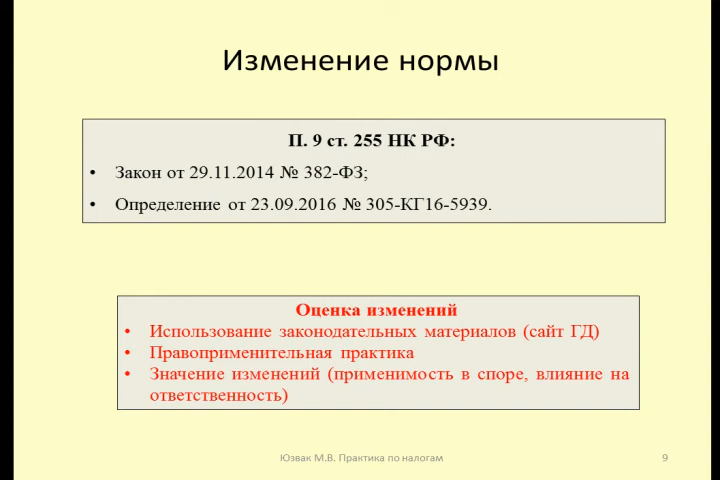 Изменение нормы
П. 9 ст. 255 НК РФ:
• Закон от 29.11.2014 № 382-ФЗ;
• Определение от 23.09.2016 № 305-КГ16-5939.
Оценка изменений
• Использование законодательных материалов (сайт ГД)
• Правоприменительная практика
• Значение изменений (применимость в споре, влияние на
ответственность)
Юзвак М.В. Практика по налогам
9